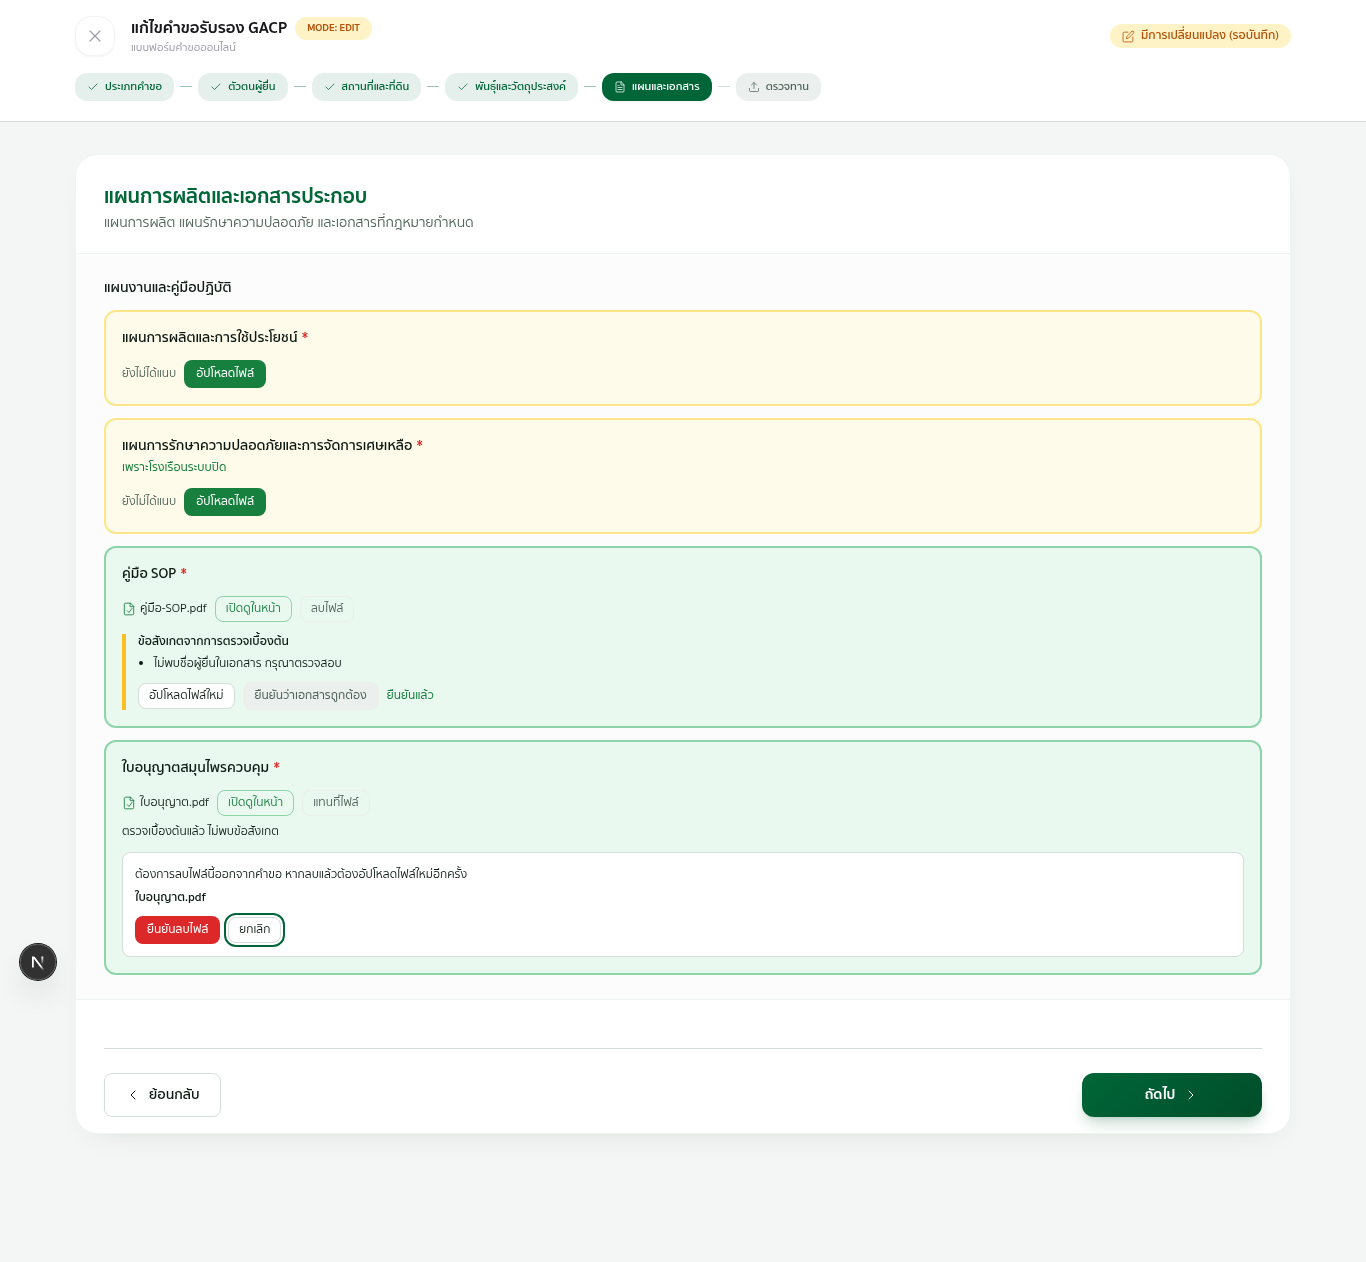 แก้ไขคำขอรับรอง GACP
MODE: EDIT
แบบฟอร์มคำขอออนไลน์
มีการเปลี่ยนแปลง (รอบันทึก)
ประเภทคำขอ
ตัวตนผู้ยื่น
สถานที่และที่ดิน
พันธุ์และวัตถุประสงค์
แผนและเอกสาร
ตรวจทาน
แผนการผลิตและเอกสารประกอบ
แผนการผลิต แผนรักษาความปลอดภัย และเอกสารที่กฎหมายกำหนด
แผนงานและคู่มือปฏิบัติ
แผนการผลิตและการใช้ประโยชน์ *
ยังไม่ได้แนบ อัปโหลดไฟล์
แผนการรักษาความปลอดภัยและการจัดการเศษเหลือ *
เพราะโรงเรือนระบบปิด
ยังไม่ได้แนบ อัปโหลดไฟล์
คู่มือ SOP *
คู่มือ-SOP.pdf เปิดดูในหน้า ลบไฟล์
ข้อสังเกตจากการตรวจเบื้องต้น
• ไม่พบชื่อผู้ยื่นในเอกสาร กรุณาตรวจสอบ
อัปโหลดไฟล์ใหม่ ยืนยันว่าเอกสารถูกต้อง ยืนยันแล้ว
ใบอนุญาตสมุนไพรควบคุม *
ใบอนุญาต.pdf เปิดดูในหน้า แทนที่ไฟล์
ตรวจเบื้องต้นแล้ว ไม่พบข้อสังเกต
ต้องการลบไฟล์นี้ออกจากคำขอ หากลบแล้วต้องอัปโหลดไฟล์ใหม่อีกครั้ง
ใบอนุญาต.pdf
ยืนยันลบไฟล์ ยกเลิก
N
ย้อนกลับ
ถัดไป